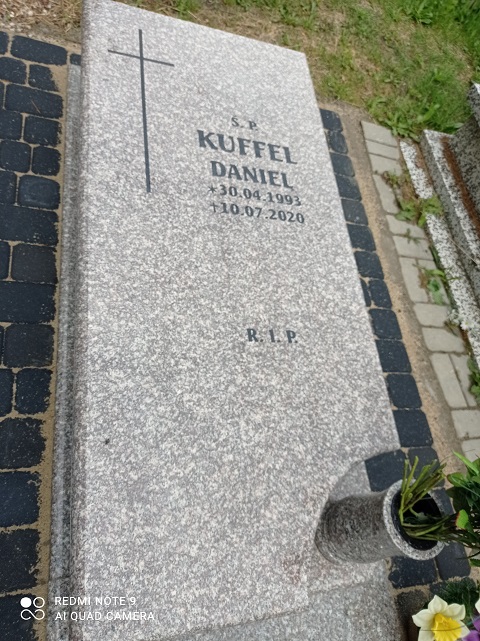 Ś. P.
KUFFEL
DANIEL
*30.04.1993
+10.07.2020
R. I. P.
REDMI NOTE 9
AI QUAD CAMERA